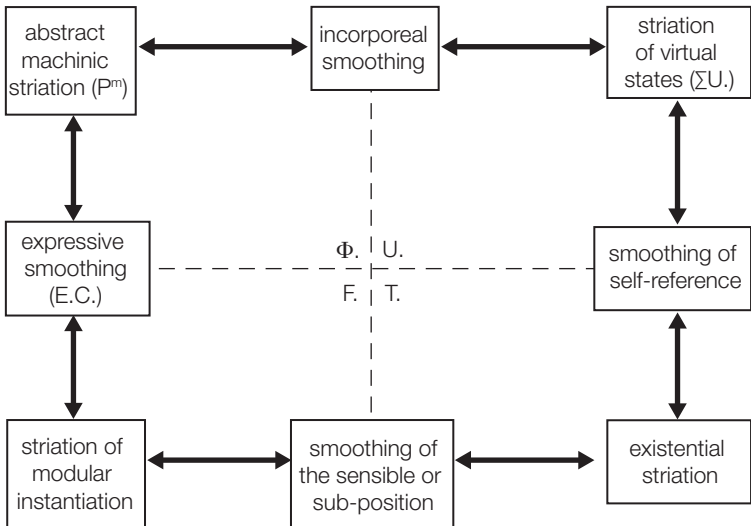 abstract
machinic
striation (Pᵐ)
incorporeal
smoothing
striation
of virtual
states (∑U.)
expressive
smoothing
(E.C.)
Φ. U.
F. T.
smoothing of
self-reference
striation of
modular
instantiation
smoothing of
the sensible or
sub-position
existential
striation